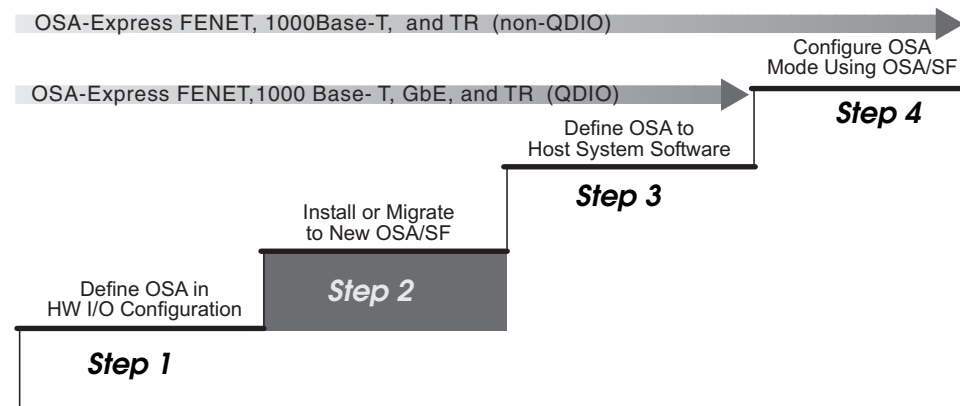 OSA-Express FENET, 1000Base-T, and TR (non-QDIO)
Configure OSA
Mode Using OSA/SF
OSA-Express FENET,1000 Base- T, GbE, and TR (QDIO)
Step 4
Define OSA to
Host System Software
Step 3
Install or Migrate
to New OSA/SF
Step 2
Define OSA in
HW I/O Configuration
Step 1